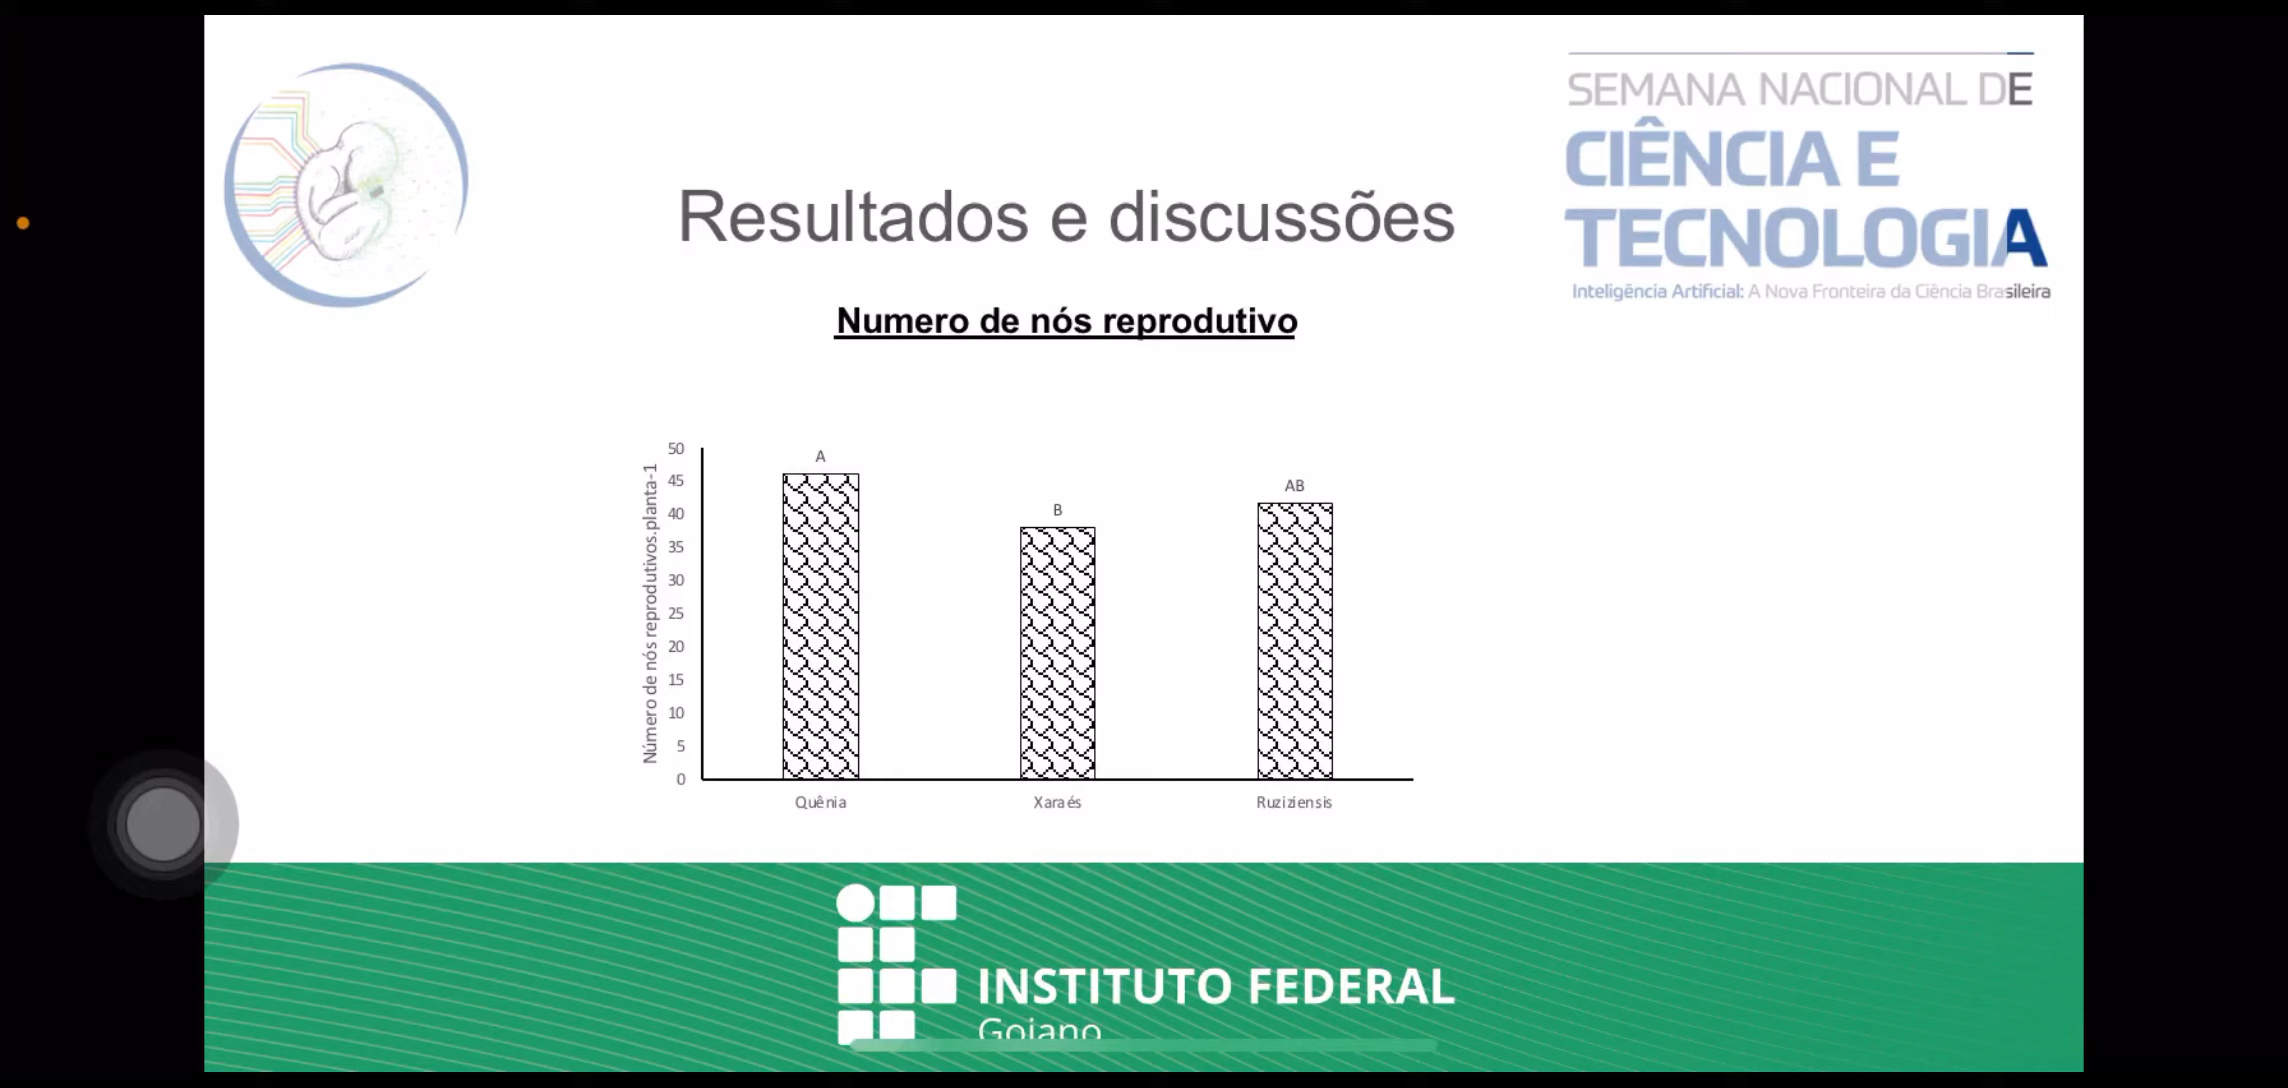 SEMANA NACIONAL DE
CIÊNCIA E
TECNOLOGIA
Inteligência Artificial: A Nova Fronteira da Ciência Brasileira
Resultados e discussões
Numero de nós reprodutivo
Número de nós reprodutivos.planta-1
50
45
40
35
30
25
20
15
10
5
0
A
B
AB
Quênia
Xaraés
Ruziziensis
INSTITUTO FEDERAL
Goiano